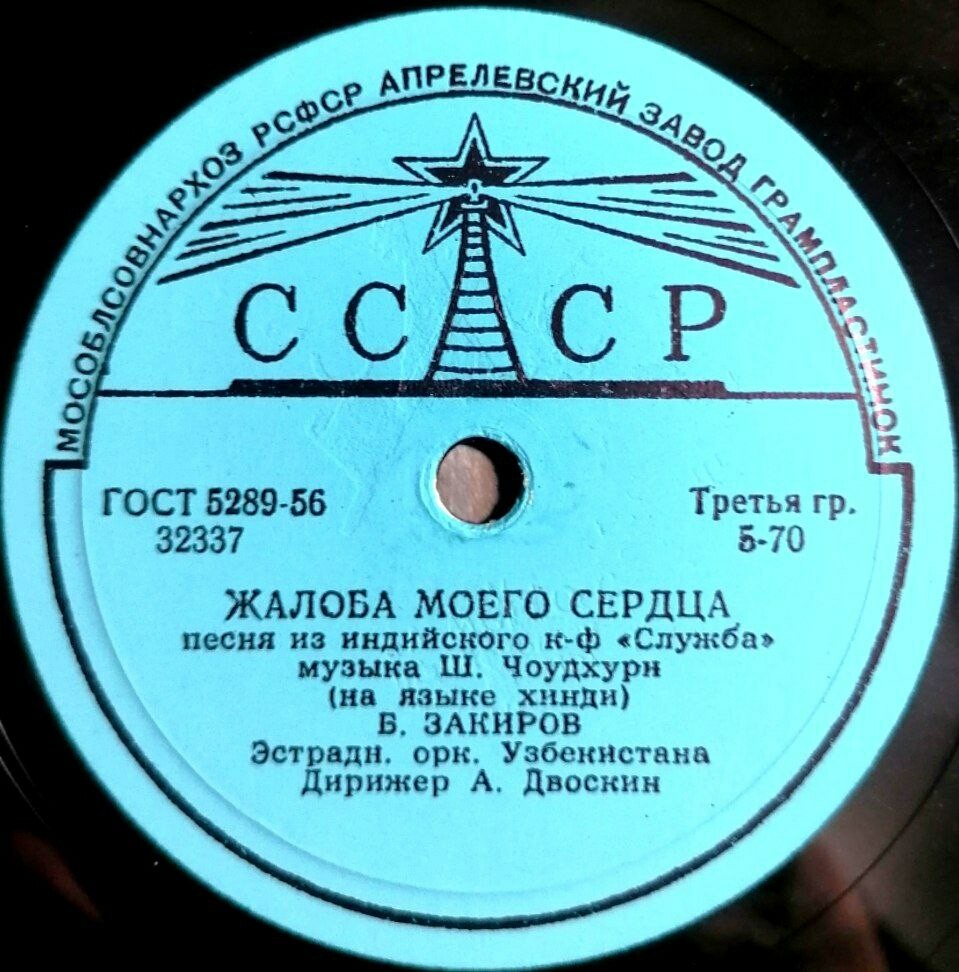 МОСОБЛСОВНАРХОЗ РСФСР АПРЕЛЕВСКИЙ ЗАВОД ГРАМПЛАСТИНОК
СССР
ГОСТ 5289-56
32337
Третья гр.
5-70
ЖАЛОБА МОЕГО СЕРДЦА
песня из индийского к-ф «Служба»
музыка Ш. Чоудхури
(на языке хинди)
Б. ЗАКИРОВ
Эстрадн. орк. Узбекистана
Дирижер А. Двоскин